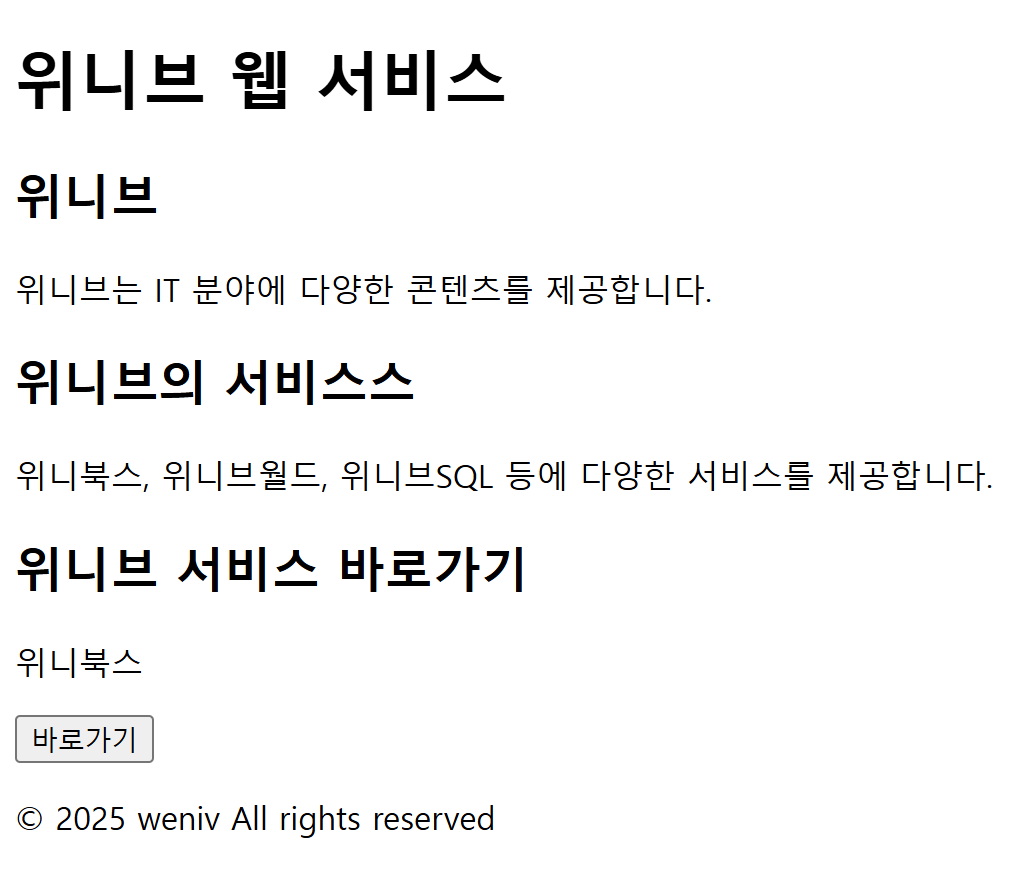 위니브 웹 서비스
위니브
위니브는 IT 분야에 다양한 콘텐츠를 제공합니다.
위니브의 서비스스
위니북스, 위니브월드, 위니브SQL 등에 다양한 서비스를 제공합니다.
위니브 서비스 바로가기
위니북스
바로가기
© 2025 weniv All rights reserved